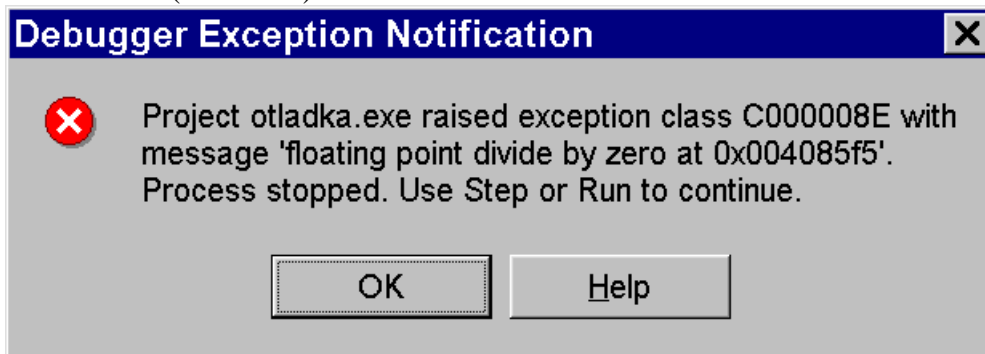 Debugger Exception Notification
Project otladka.exe raised exception class C000008E with
message 'floating point divide by zero at 0x004085f5'.
Process stopped. Use Step or Run to continue.
OK
Help